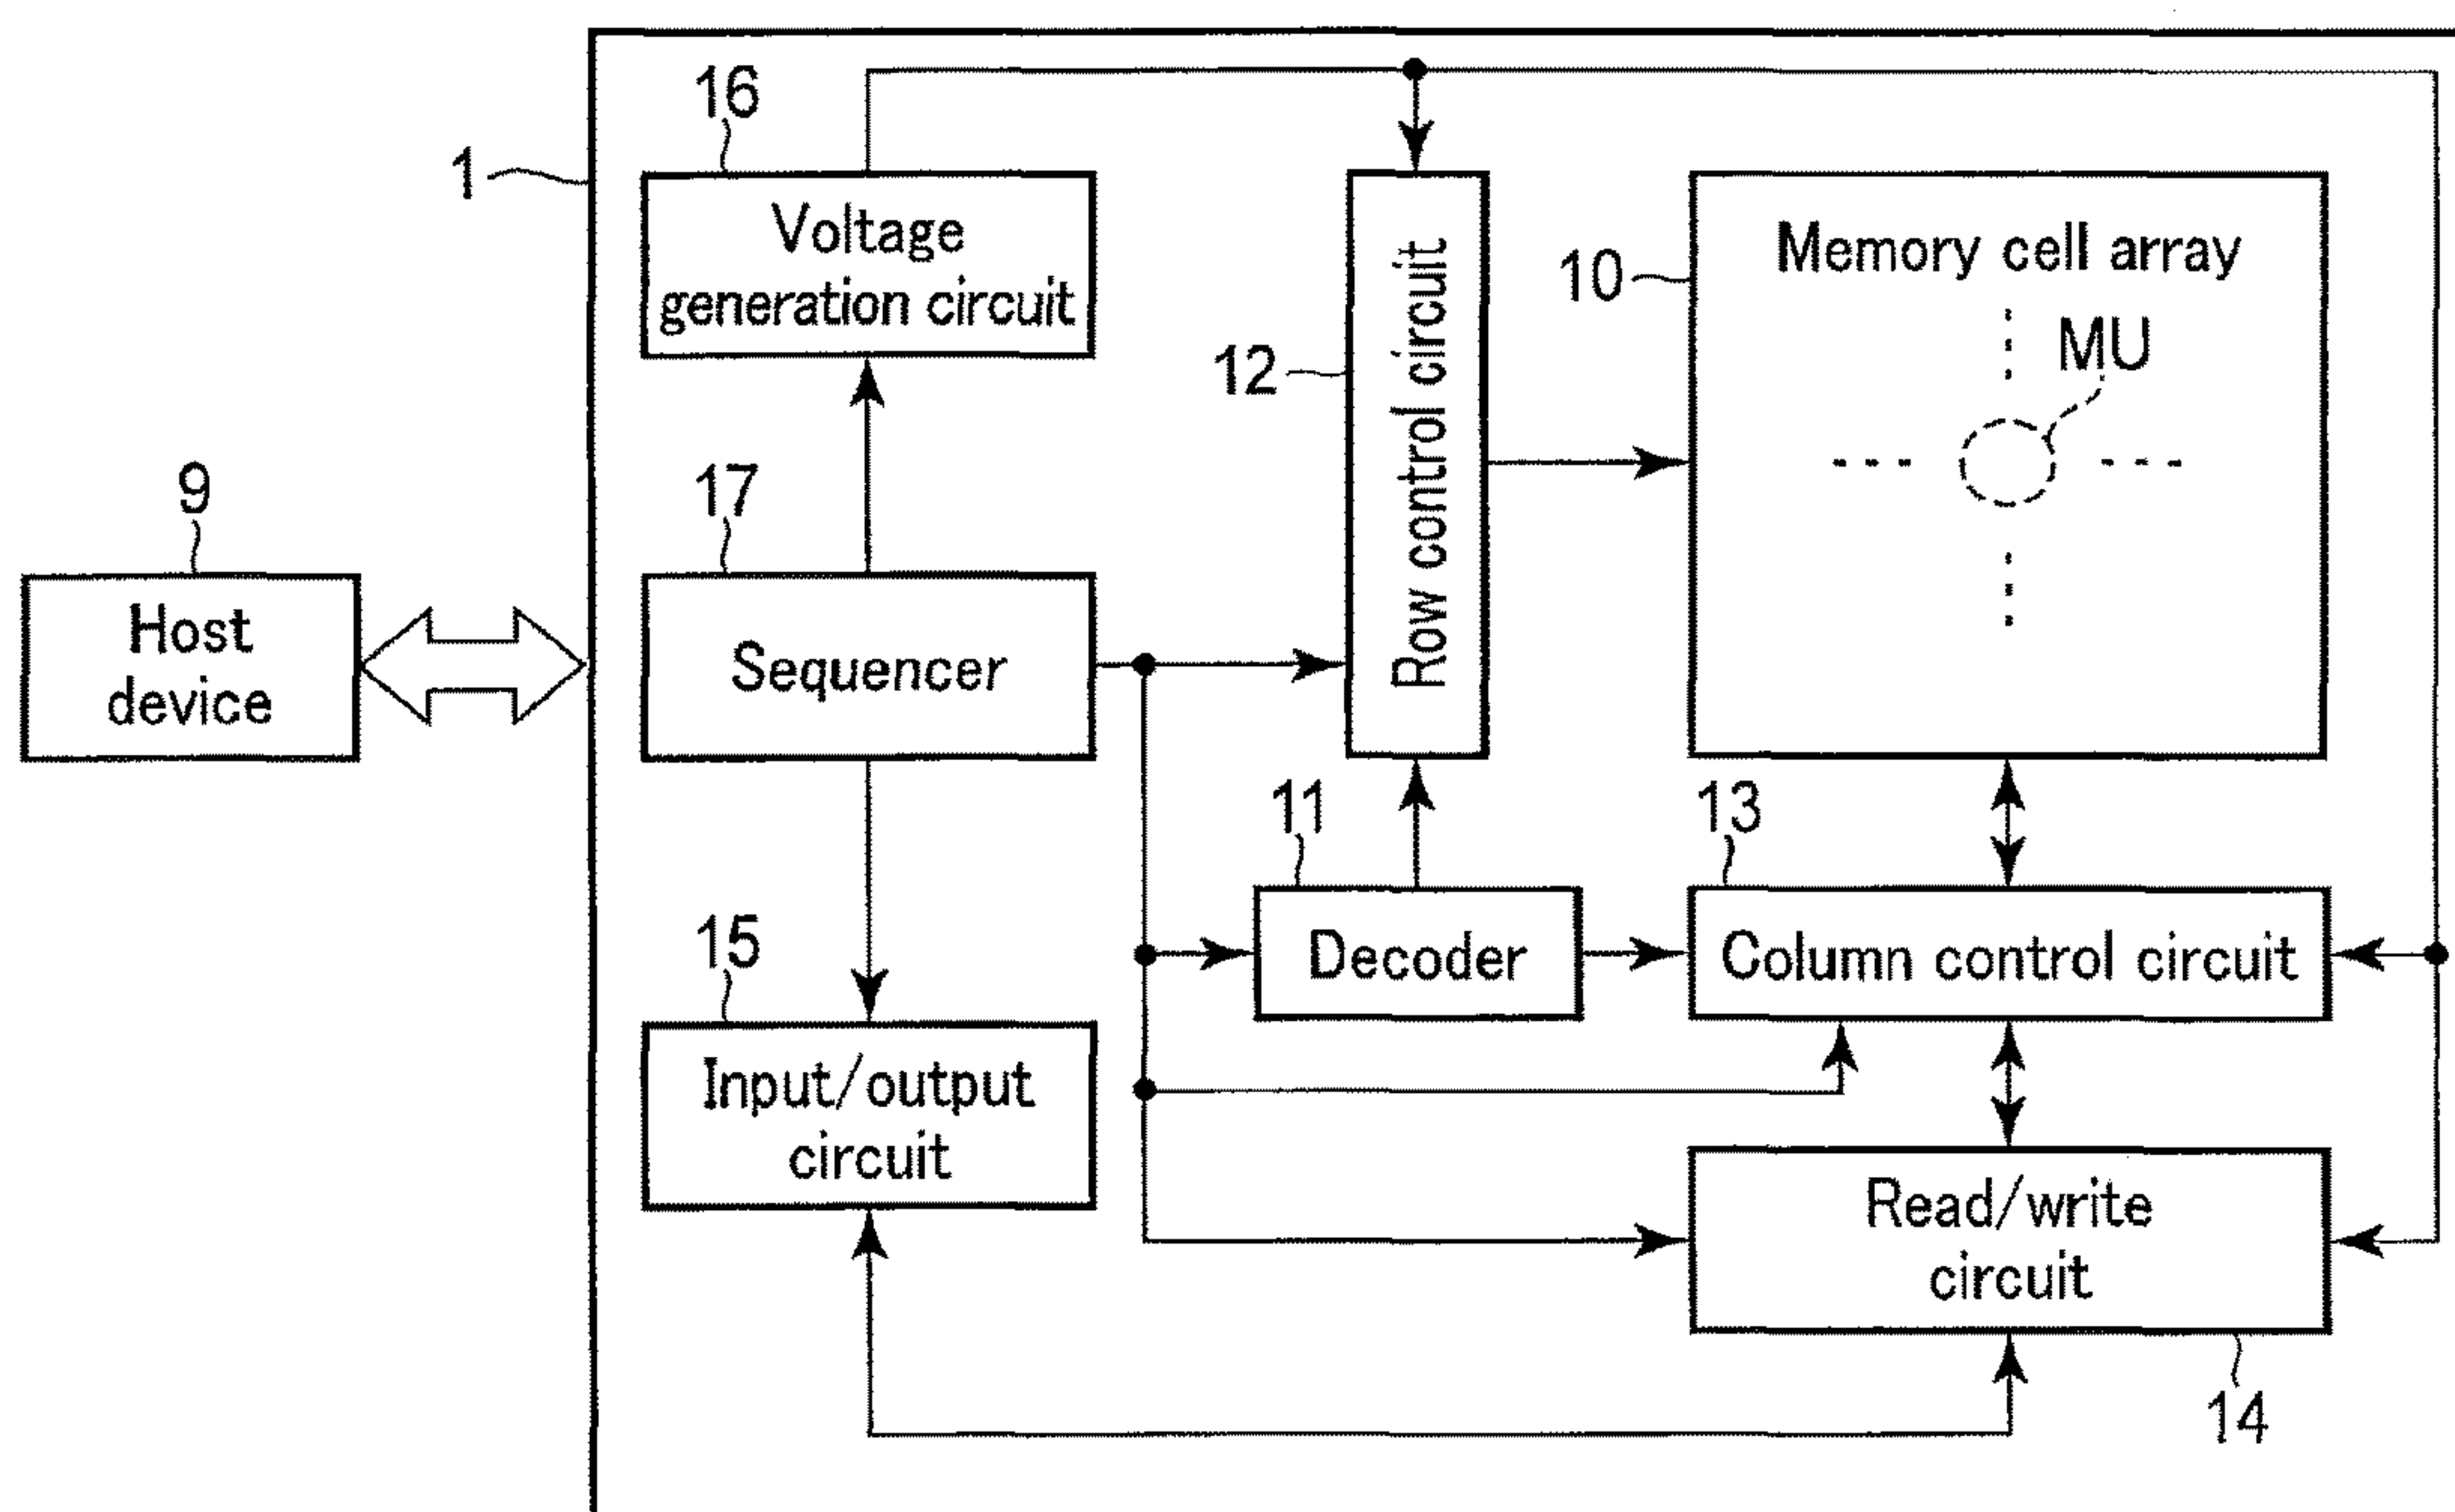 16
1
Voltage
generation circuit
12
Row control circuit
10
Memory cell array
MU
9
Host
device
17
Sequencer
11
Decoder
13
Column control circuit
15
Input/output
circuit
Read/write
circuit
14